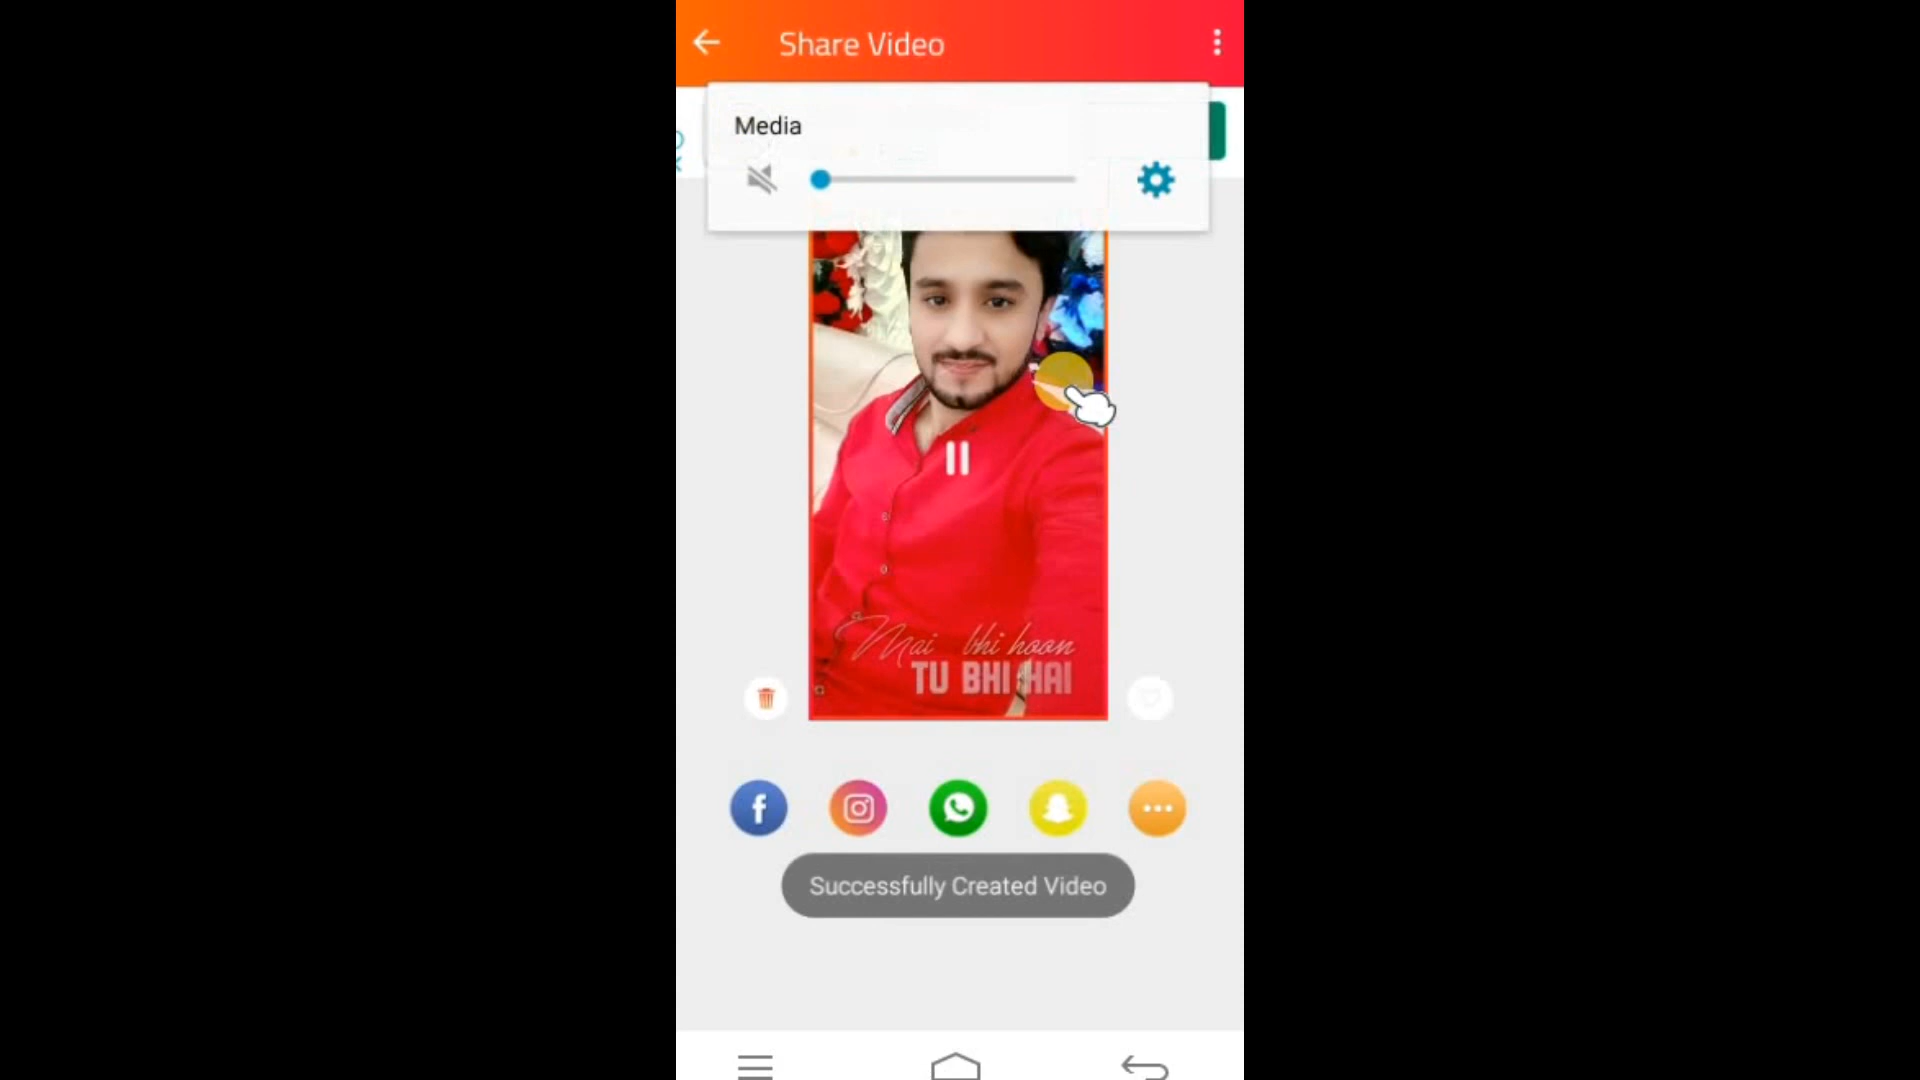 Share Video
Media
Mai bhi hoon
TU BHI HAI
Successfully Created Video